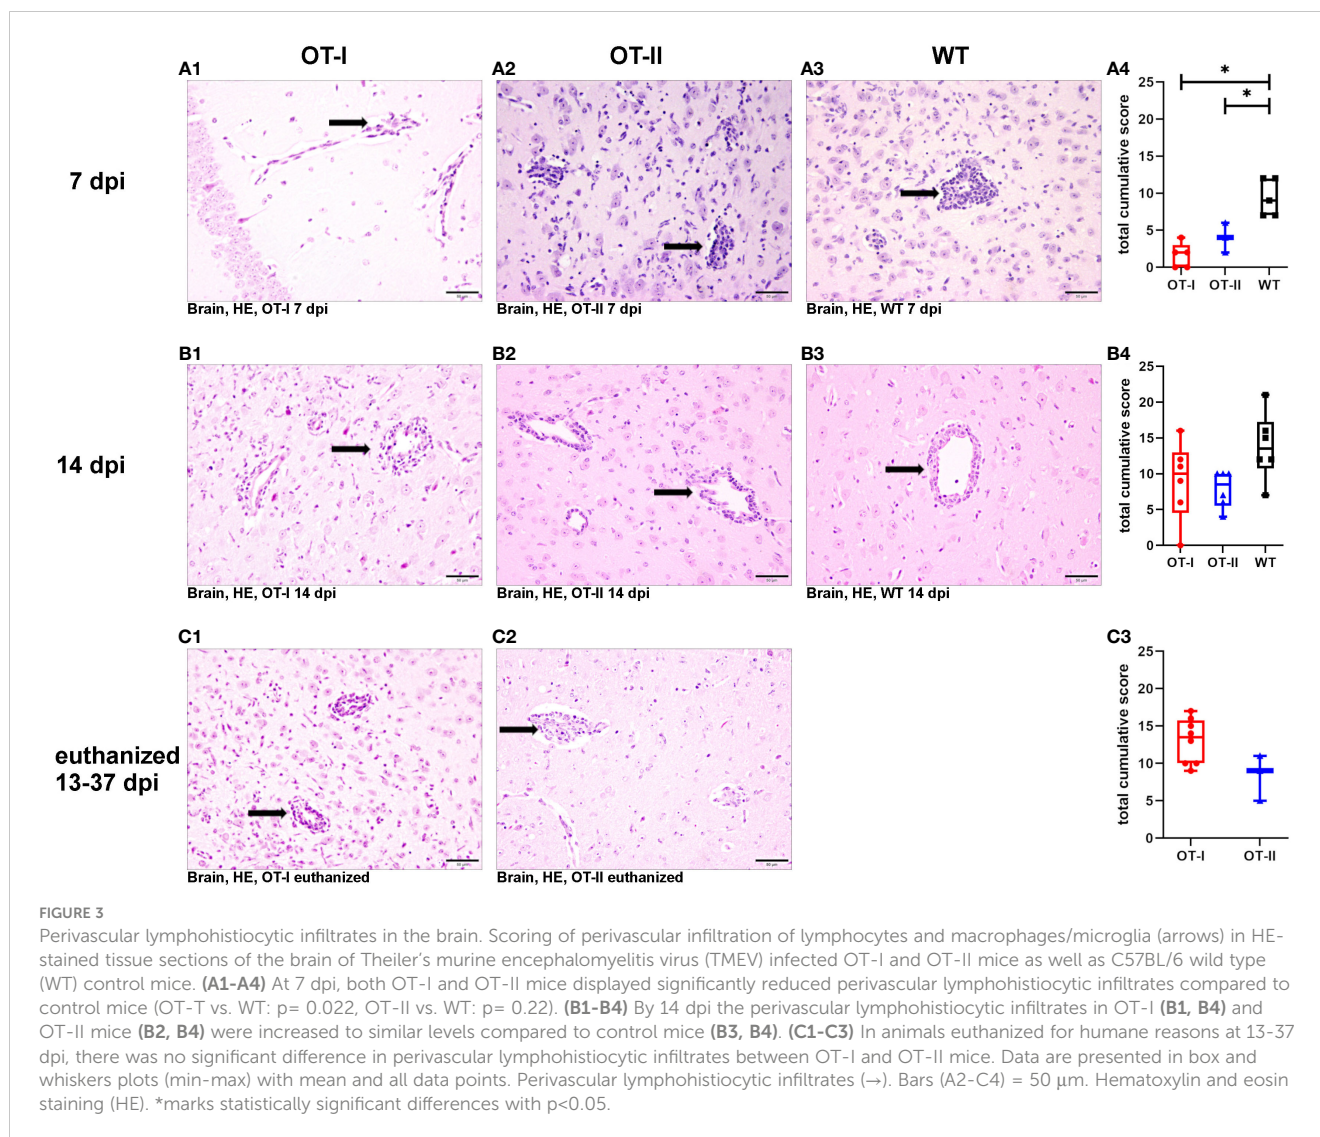 OT-I OT-II WT
A1 A2 A3 A4
7 dpi
Brain, HE, OT-I 7 dpi
Brain, HE, OT-II 7 dpi
Brain, HE, WT 7 dpi
total cumulative score
25
20
15
10
5
0
* *
OT-I OT-II WT
B1 B2 B3 B4
14 dpi
Brain, HE, OT-I 14 dpi
Brain, HE, OT-II 14 dpi
Brain, HE, WT 14 dpi
total cumulative score
25
20
15
10
5
0
OT-I OT-II WT
C1 C2 C3
euthanized
13-37 dpi
Brain, HE, OT-I euthanized
Brain, HE, OT-II euthanized
total cumulative score
25
20
15
10
5
0
OT-I OT-II
FIGURE 3
Perivascular lymphohistiocytic infiltrates in the brain. Scoring of perivascular infiltration of lymphocytes and macrophages/microglia (arrows) in HE-
stained tissue sections of the brain of Theiler's murine encephalomyelitis virus (TMEV) infected OT-I and OT-II mice as well as C57BL/6 wild type
(WT) control mice. (A1-A4) At 7 dpi, both OT-I and OT-II mice displayed significantly reduced perivascular lymphohistiocytic infiltrates compared to
control mice (OT-T vs. WT: p= 0.022, OT-II vs. WT: p= 0.22). (B1-B4) By 14 dpi the perivascular lymphohistiocytic infiltrates in OT-I (B1, B4) and
OT-II mice (B2, B4) were increased to similar levels compared to control mice (B3, B4). (C1-C3) In animals euthanized for humane reasons at 13-37
dpi, there was no significant difference in perivascular lymphohistiocytic infiltrates between OT-I and OT-II mice. Data are presented in box and
whiskers plots (min-max) with mean and all data points. Perivascular lymphohistiocytic infiltrates (→). Bars (A2-C4) = 50 μm. Hematoxylin and eosin
staining (HE). *marks statistically significant differences with p<0.05.